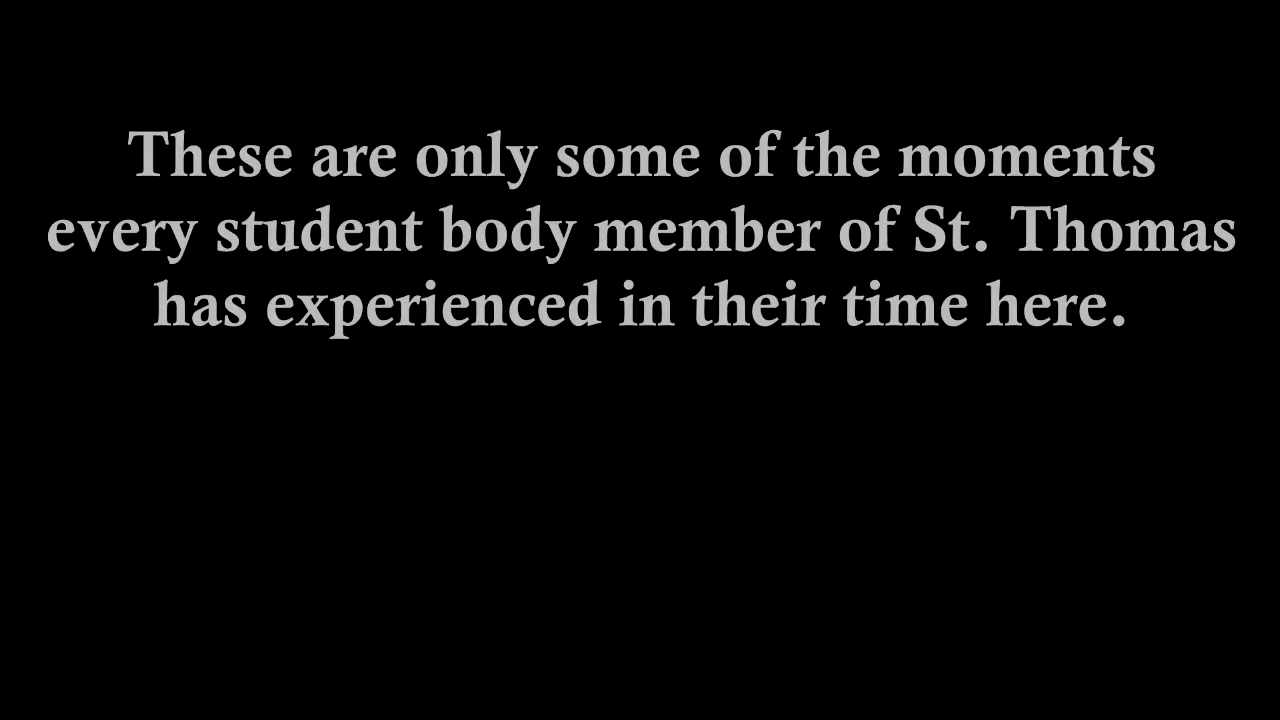 These are only some of the moments
every student body member of St. Thomas
has experienced in their time here.